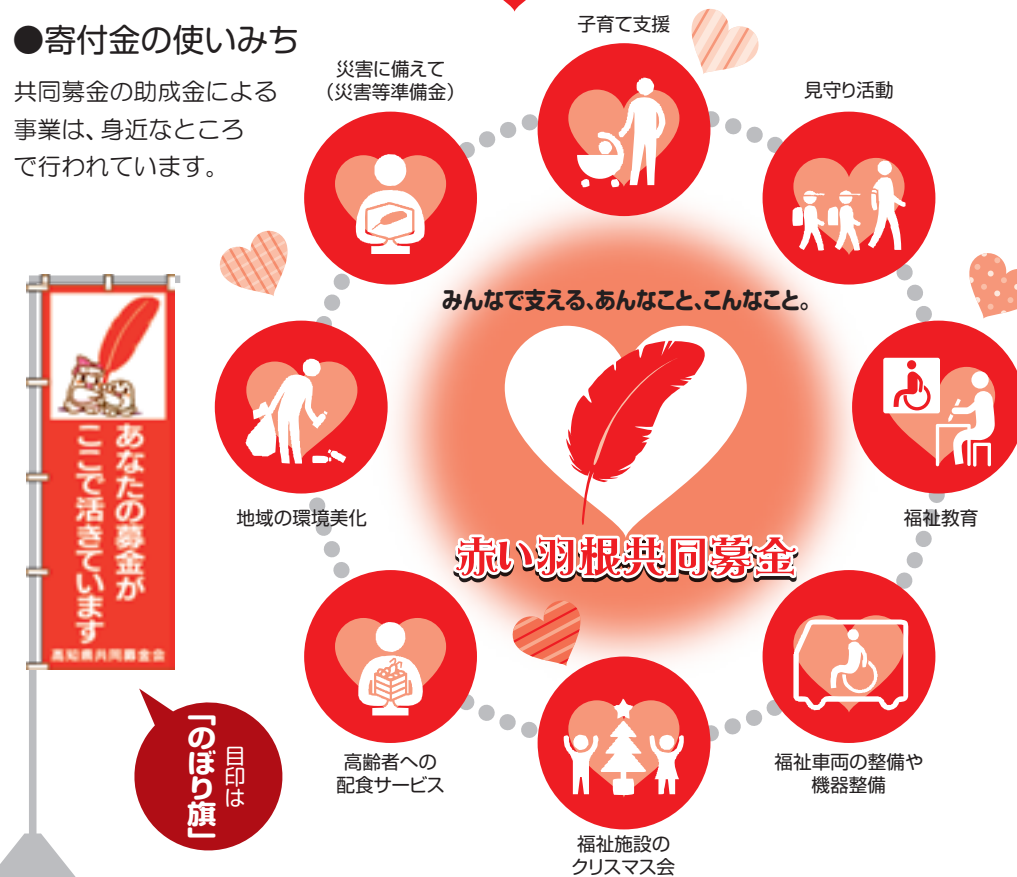 ●寄付金の使いみち
共同募金の助成金による
事業は、身近なところ
で行われています。
子育て支援
災害に備えて
（災害等準備金）
見守り活動
みんなで支える、あんなこと、こんなこと。
赤い羽根共同募金
地域の環境美化
福祉教育
高齢者への
配食サービス
福祉車両の整備や
機器整備
福祉施設の
クリスマス会
あなたの募金が
ここで活きています
高知県共同募金会
目印は
「のぼり旗」